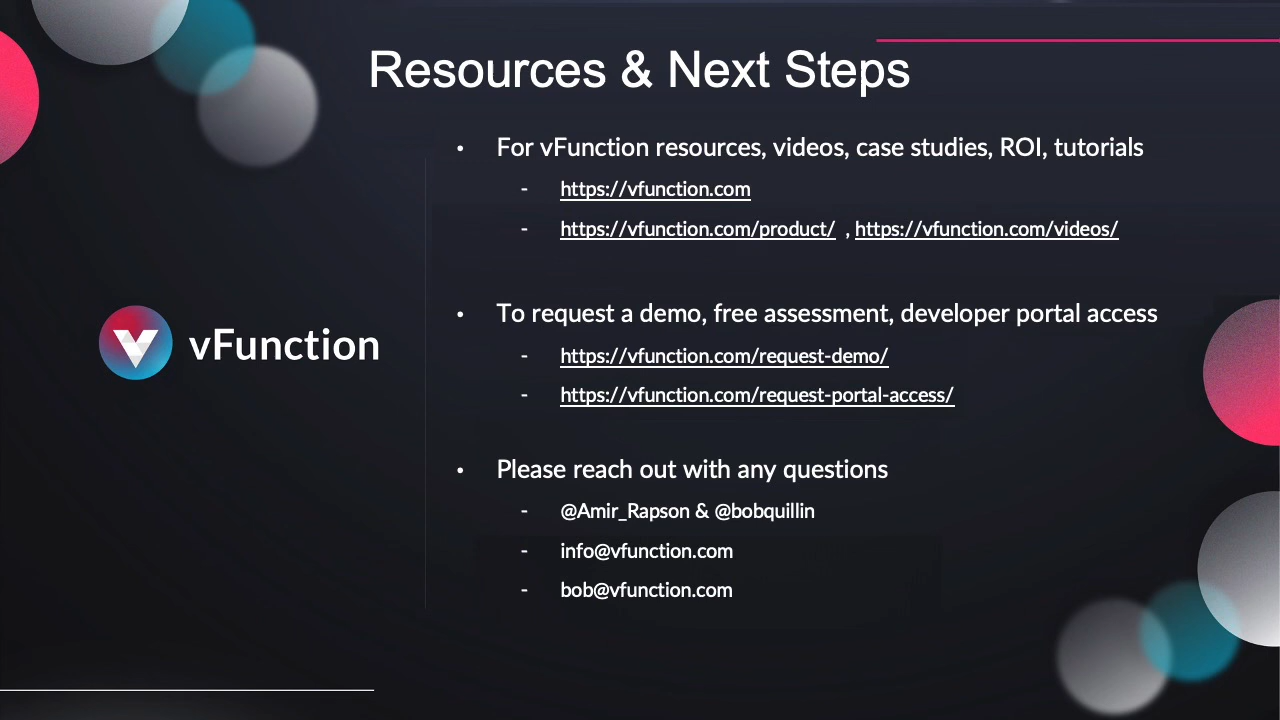 Resources & Next Steps
• For vFunction resources, videos, case studies, ROI, tutorials
- https://vfunction.com
- https://vfunction.com/product/ , https://vfunction.com/videos/
vFunction
• To request a demo, free assessment, developer portal access
- https://vfunction.com/request-demo/
- https://vfunction.com/request-portal-access/
• Please reach out with any questions
- @Amir_Rapson & @bobquillin
- info@vfunction.com
- bob@vfunction.com